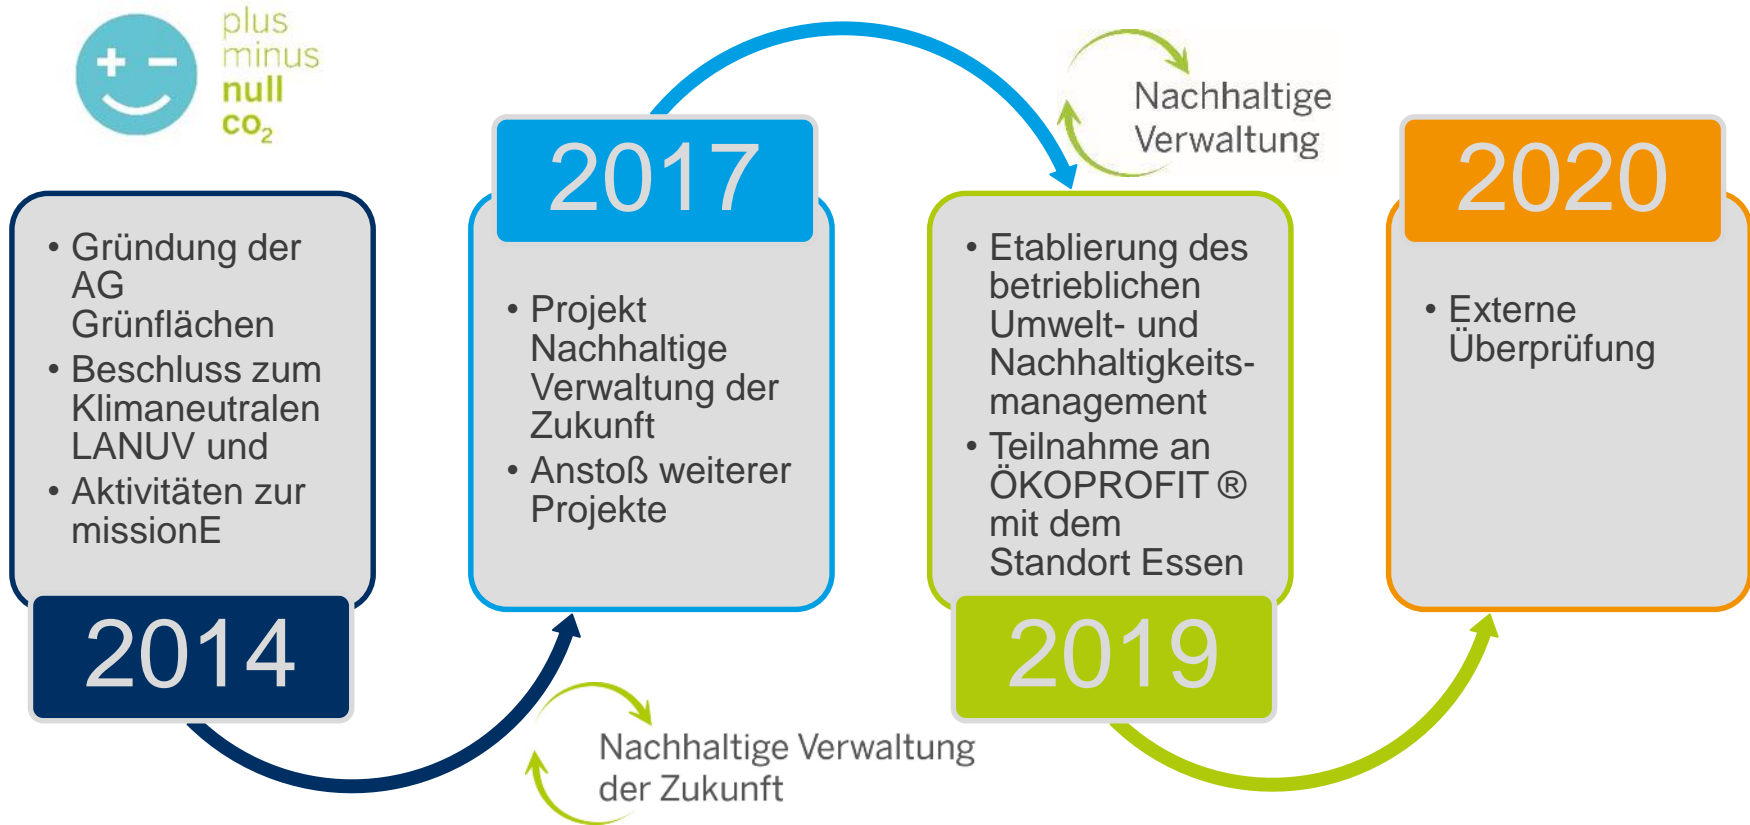 plus
minus
null
co₂
• Gründung der
AG
Grünflächen
• Beschluss zum
Klimaneutralen
LANUV und
• Aktivitäten zur
missionE
2014
2017
• Projekt
Nachhaltige
Verwaltung der
Zukunft
• Anstoß weiterer
Projekte
Nachhaltige Verwaltung
der Zukunft
Nachhaltige
Verwaltung
• Etablierung des
betrieblichen
Umwelt- und
Nachhaltigkeits-
management
• Teilnahme an
ÖKOPROFIT ®
mit dem
Standort Essen
2019
2020
• Externe
Überprüfung